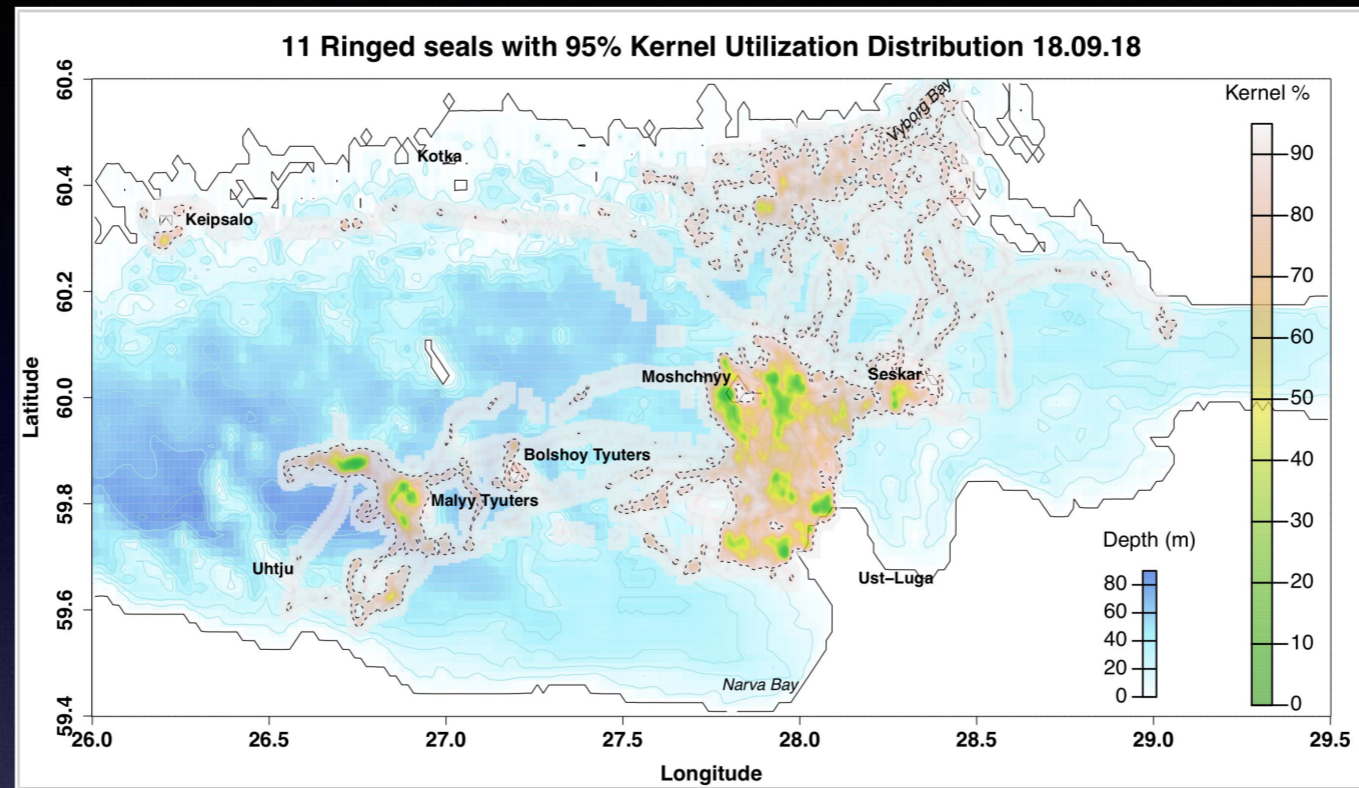 11 Ringed seals with 95% Kernel Utilization Distribution 18.09.18
Kernel %
90
80
70
60
50
40
30
20
10
0
Depth (m)
80
60
40
20
0
Vyborg Bay
Kotka
Keipsalo
Moshchnyy
Seskar
Bolshoy Tyuters
Malyy Tyuters
Uhtju
Ust–Luga
Narva Bay
Latitude
60.6
60.4
60.2
60.0
59.8
59.6
59.4
26.0 26.5 27.0 27.5 28.0 28.5 29.0 29.5
Longitude